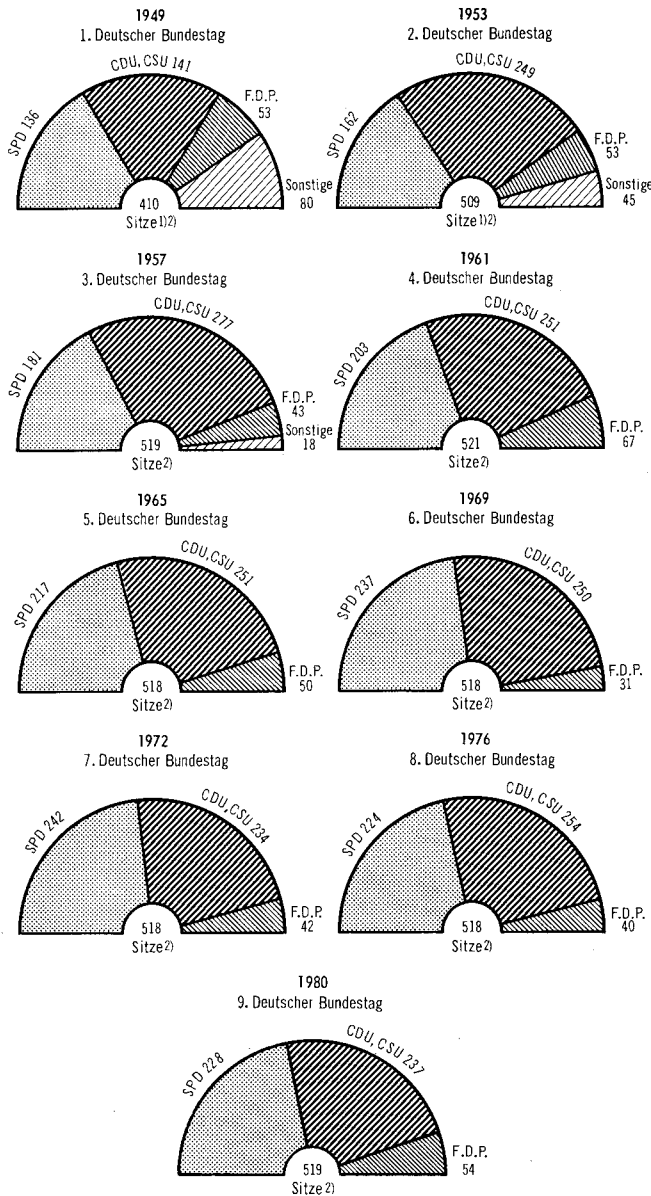 1949
1. Deutscher Bundestag
SPD 136
CDU, CSU 141
F.D.P.
53
Sonstige
80
410
Sitze1)2)
1953
2. Deutscher Bundestag
SPD 162
CDU, CSU 249
F.D.P.
53
Sonstige
45
509
Sitze1)2)
1957
3. Deutscher Bundestag
SPD 181
CDU, CSU 277
F.D.P.
43
Sonstige
18
519
Sitze2)
1961
4. Deutscher Bundestag
SPD 203
CDU, CSU 251
F.D.P.
67
521
Sitze2)
1965
5. Deutscher Bundestag
SPD 217
CDU, CSU 251
F.D.P.
50
518
Sitze2)
1969
6. Deutscher Bundestag
SPD 237
CDU, CSU 250
F.D.P.
31
518
Sitze2)
1972
7. Deutscher Bundestag
SPD 242
CDU, CSU 234
F.D.P.
42
518
Sitze2)
1976
8. Deutscher Bundestag
SPD 224
CDU, CSU 254
F.D.P.
40
518
Sitze2)
1980
9. Deutscher Bundestag
SPD 228
CDU, CSU 237
F.D.P.
54
519
Sitze2)